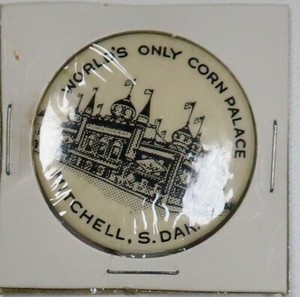 WORLD'S ONLY CORN PALACE
MITCHELL, S. DAK.